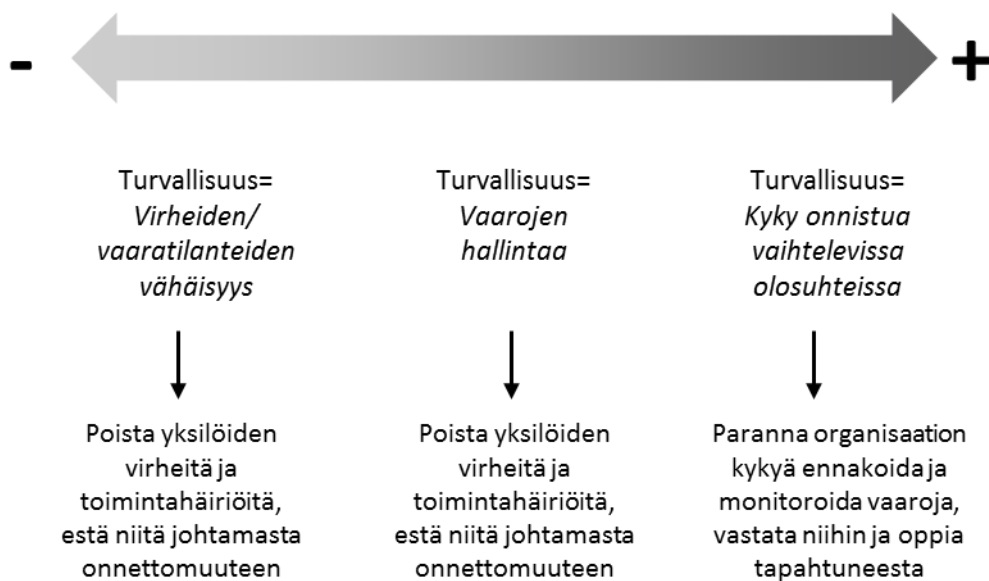 -
+
Turvallisuus=
Virheiden/
vaaratilanteiden
vähäisyys
Turvallisuus=
Vaarojen
hallintaa
Turvallisuus=
Kyky onnistua
vaihtelevissa
olosuhteissa
Poista yksilöiden
virheitä ja
toimintahäiriöitä,
estä niitä johtamasta
onnettomuuteen
Poista yksilöiden
virheitä ja
toimintahäiriöitä,
estä niitä johtamasta
onnettomuuteen
Paranna organisaation
kykyä ennakoida ja
monitoroida vaaroja,
vastata niihin ja oppia
tapahtuneesta